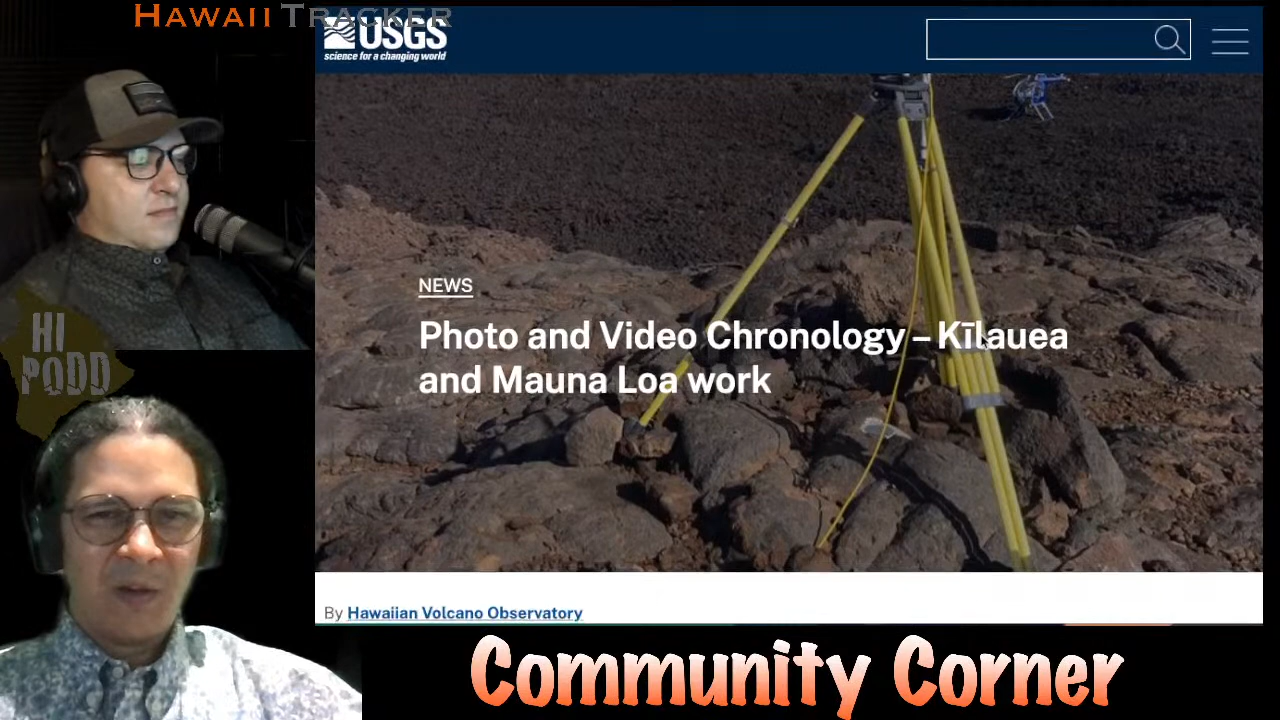 HAWAII TRACKER
USGS
science for a changing world
NEWS
Photo and Video Chronology – Kīlauea
and Mauna Loa work
HI
PODD
By Hawaiian Volcano Observatory
Community Corner